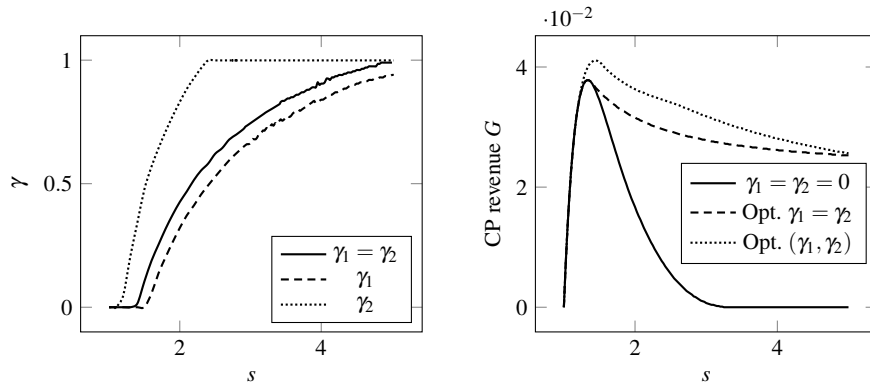 1
0.5
0
γ
2
4
s
γ₁ = γ₂
γ₁
γ₂
·10⁻²
4
2
0
CP revenue G
2
4
s
γ₁ = γ₂ = 0
Opt. γ₁ = γ₂
Opt. (γ₁, γ₂)